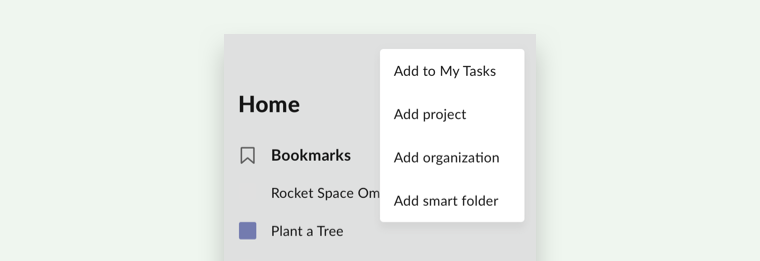 Add to My Tasks
Home
Add project
Bookmarks
Add organization
Rocket Space Om
Add smart folder
Plant a Tree